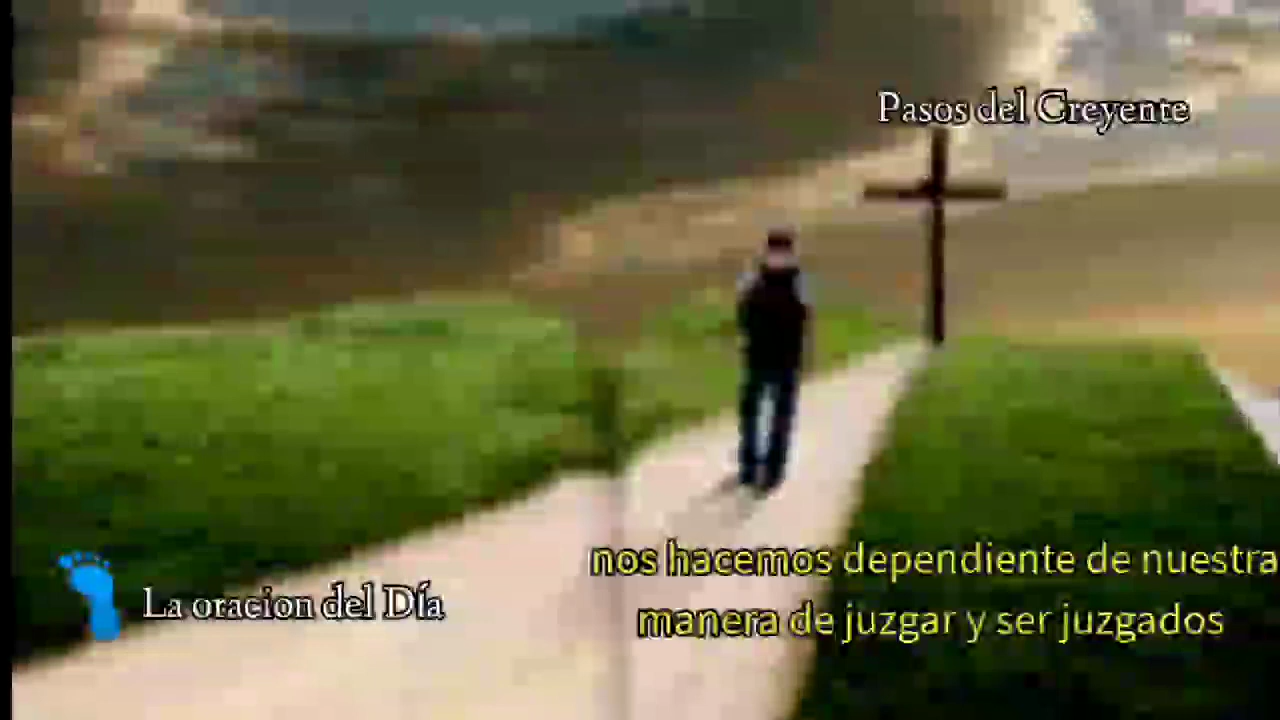 Pasos del Creyente
nos hacemos dependiente de nuestra
manera de juzgar y ser juzgados
La oracion del Día